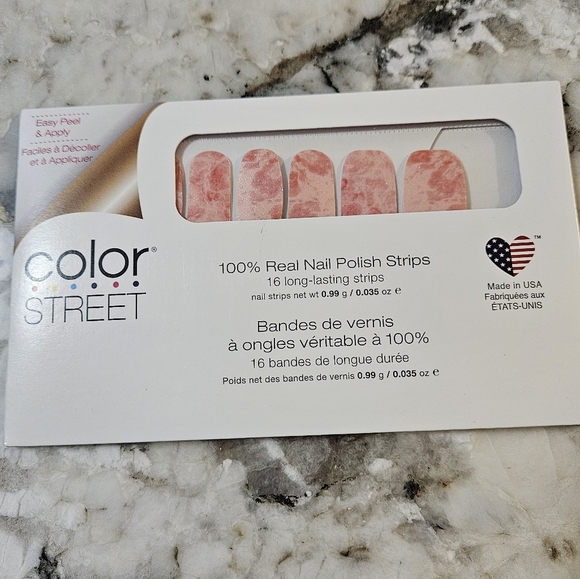 Easy Peel
& Apply
Faciles à Décoller
et à Appliquer
color®
STREET
100% Real Nail Polish Strips
16 long-lasting strips
nail strips net wt 0.99 g / 0.035 oz ℮
Bandes de vernis
à ongles véritable à 100%
16 bandes de longue durée
Poids net des bandes de vernis 0.99 g / 0.035 oz ℮
™
Made in USA
Fabriquées aux
ÉTATS-UNIS